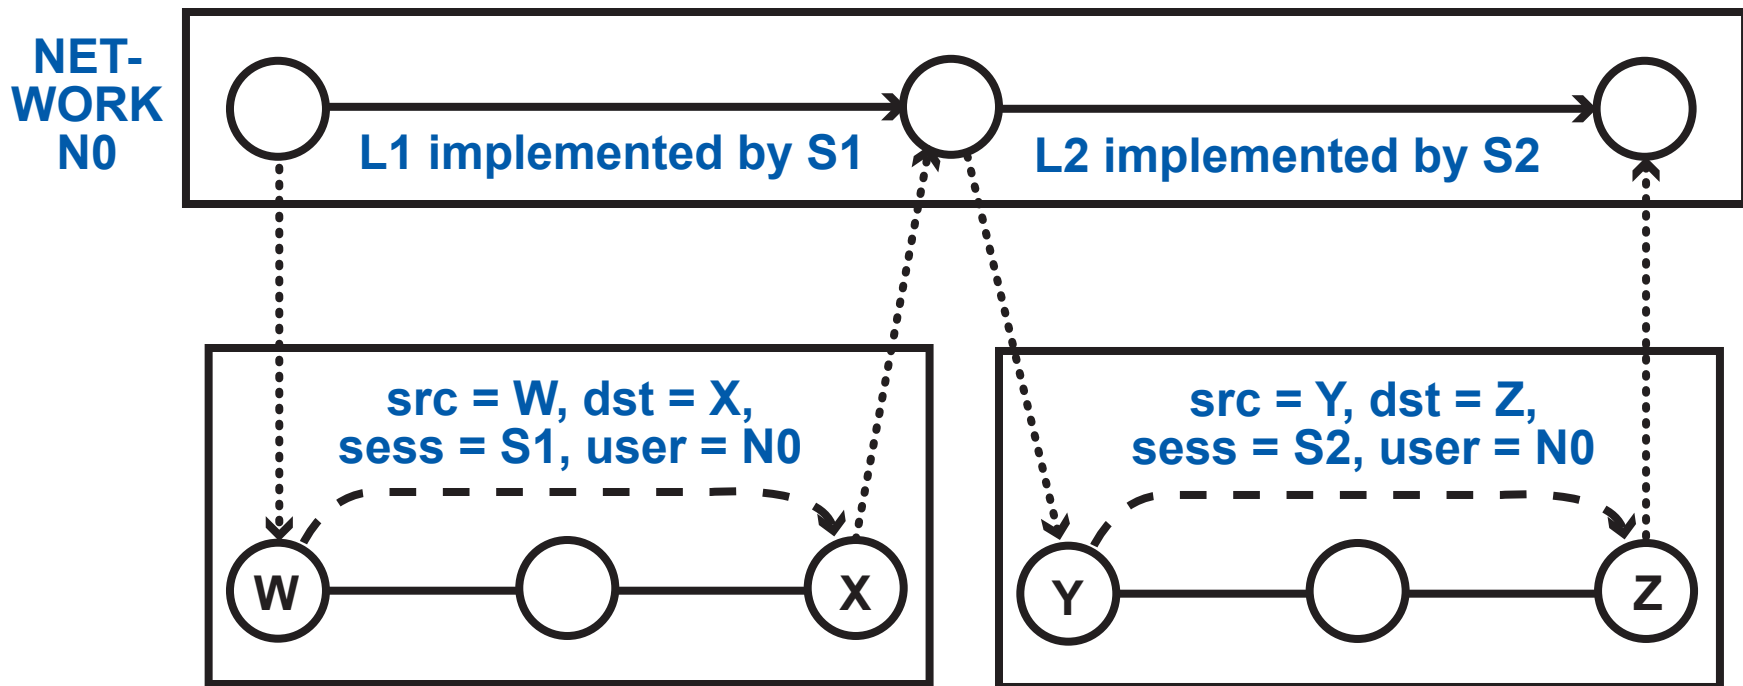 NET-
WORK
N0
L1 implemented by S1
L2 implemented by S2
src = W, dst = X,
sess = S1, user = N0
src = Y, dst = Z,
sess = S2, user = N0
W
X
Y
Z